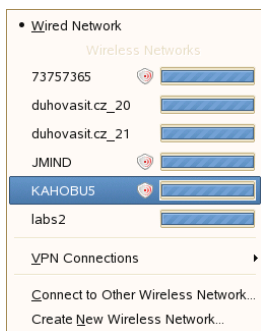 Wired Network
Wireless Networks
73757365
duhovasit.cz_20
duhovasit.cz_21
JMIND
KAHOBU5
labs2
VPN Connections
Connect to Other Wireless Network...
Create New Wireless Network...